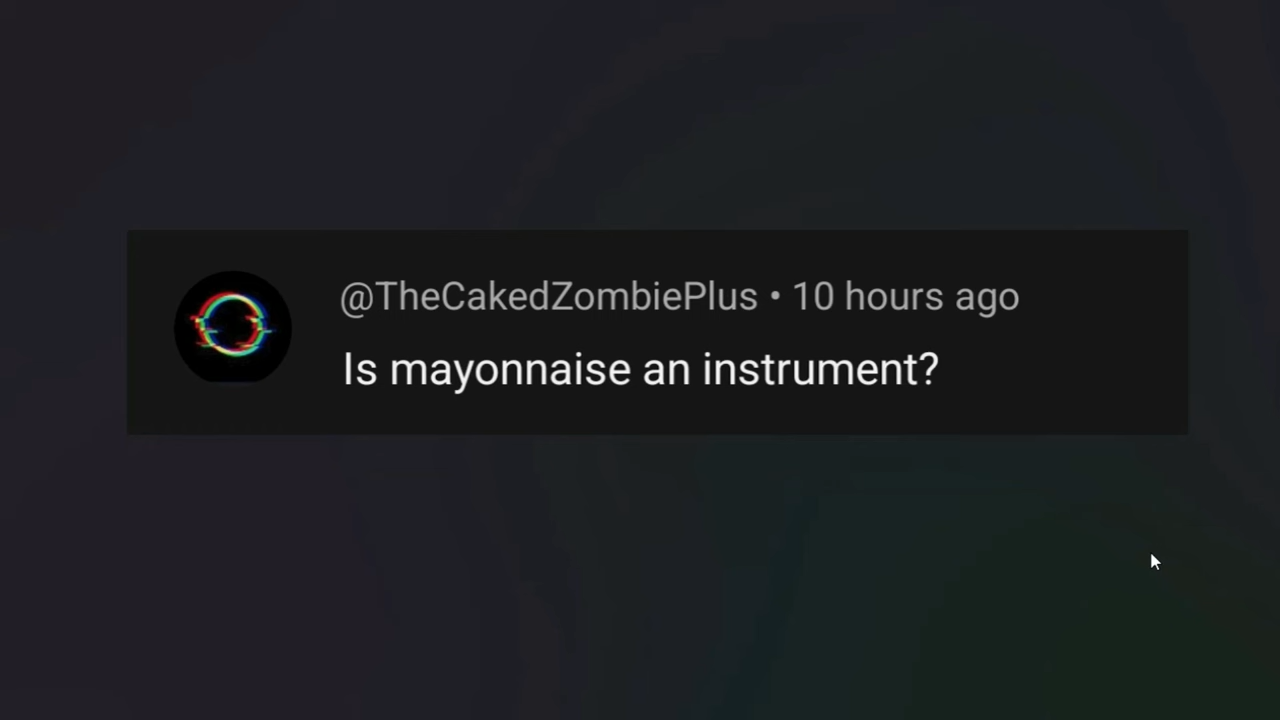 @TheCakedZombiePlus • 10 hours ago
Is mayonnaise an instrument?